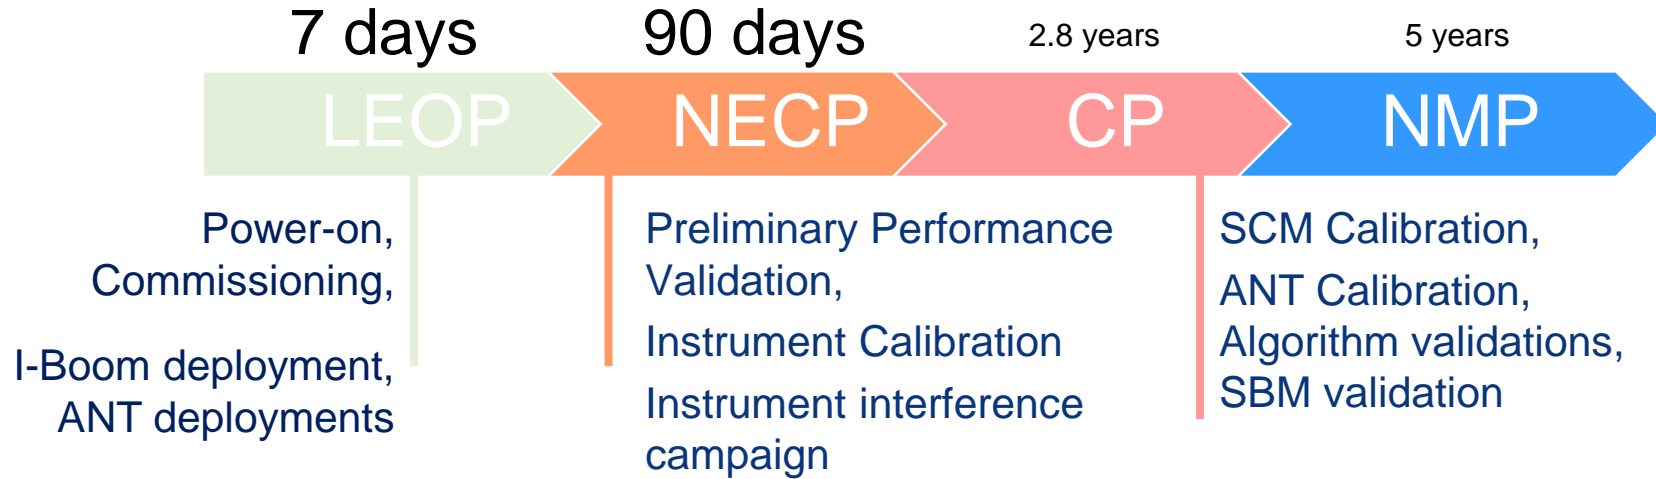 7 days
90 days
2.8 years
5 years
LEOP
NECP
CP
NMP
Power-on,
Commissioning,
I-Boom deployment,
ANT deployments
Preliminary Performance
Validation,
Instrument Calibration
Instrument interference
campaign
SCM Calibration,
ANT Calibration,
Algorithm validations,
SBM validation